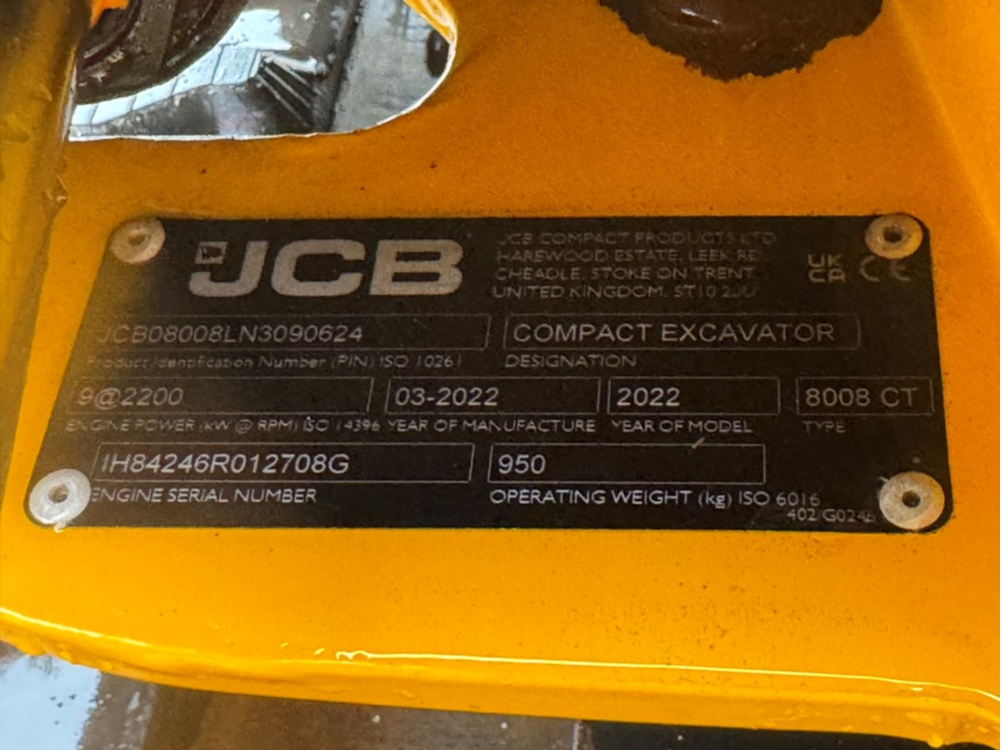 JCB
JCB COMPACT PRODUCTS LTD
HAREWOOD ESTATE, LEEK RD
CHEADLE, STOKE ON TRENT
UNITED KINGDOM. ST10 2JU
UK
CA
CE
JCB08008LN3090624
COMPACT EXCAVATOR
Product Identification Number (PIN) ISO 10261
DESIGNATION
9@2200
03-2022
2022
8008 CT
ENGINE POWER (kW @ RPM) ISO 14396
YEAR OF MANUFACTURE
YEAR OF MODEL
TYPE
IH84246R012708G
950
ENGINE SERIAL NUMBER
OPERATING WEIGHT (kg) ISO 6016